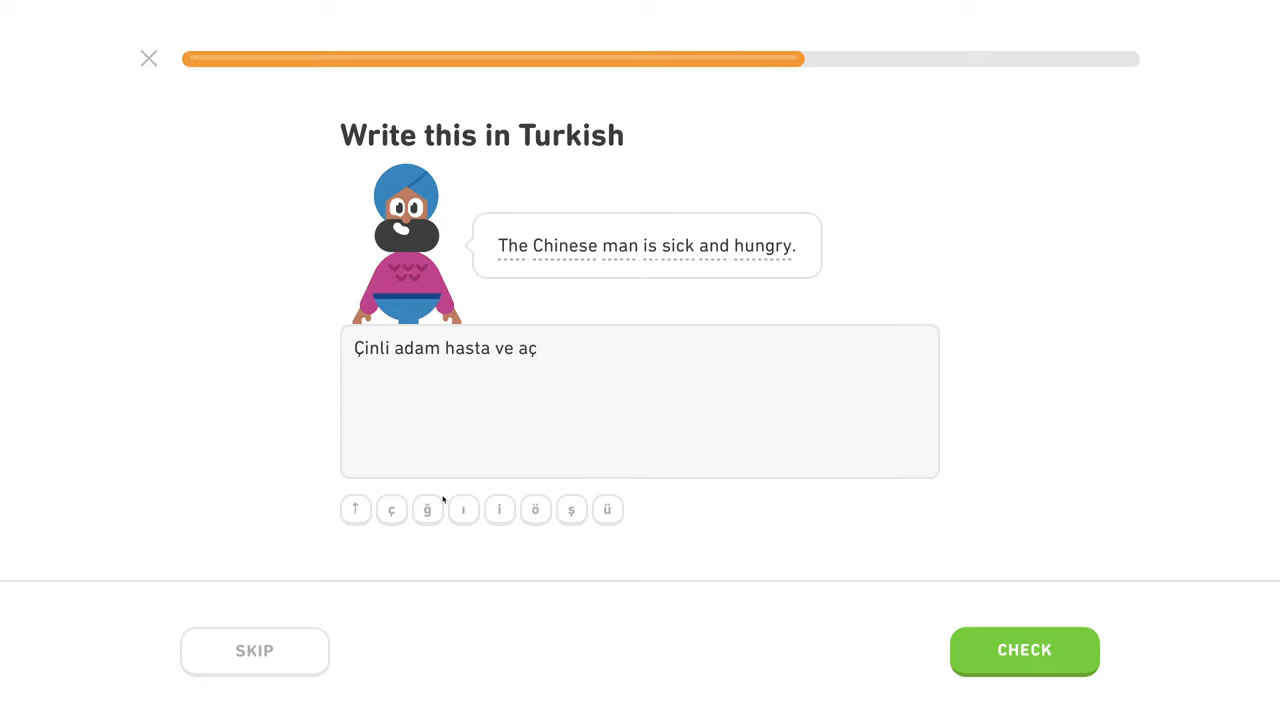 Write this in Turkish
The Chinese man is sick and hungry.
Çinli adam hasta ve aç
↑ ç ğ ı i ö ş ü
SKIP
CHECK